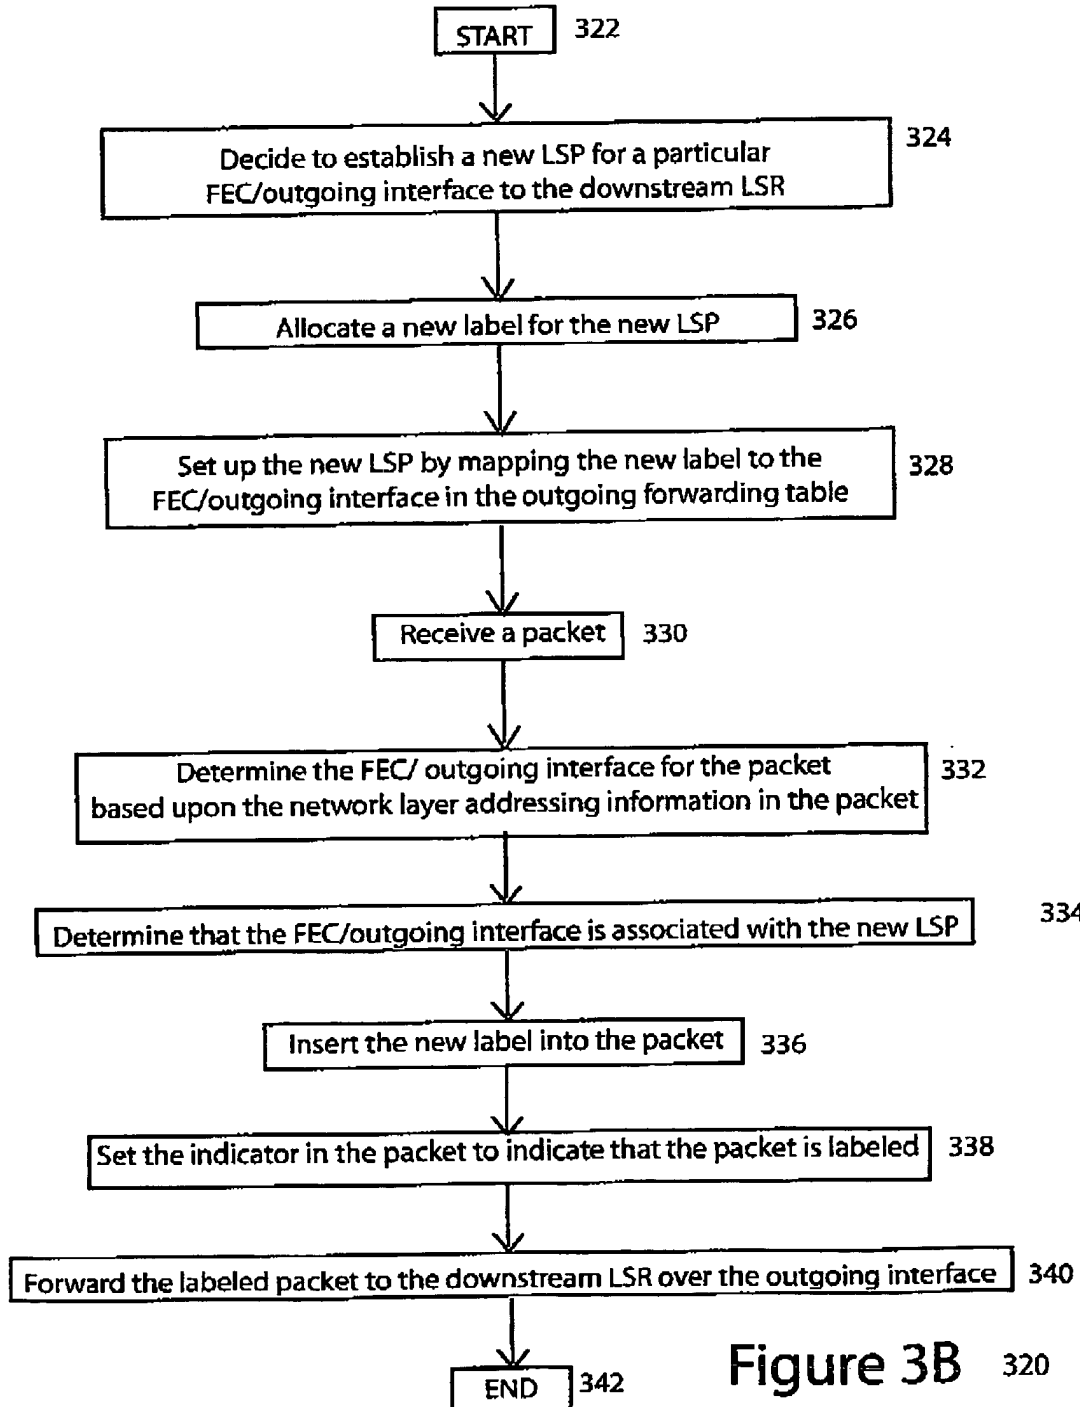 START 322
Decide to establish a new LSP for a particular
FEC/outgoing interface to the downstream LSR
324
Allocate a new label for the new LSP 326
Set up the new LSP by mapping the new label to the
FEC/outgoing interface in the outgoing forwarding table
328
Receive a packet 330
Determine the FEC/ outgoing interface for the packet
based upon the network layer addressing information in the packet
332
Determine that the FEC/outgoing interface is associated with the new LSP 334
Insert the new label into the packet 336
Set the indicator in the packet to indicate that the packet is labeled 338
Forward the labeled packet to the downstream LSR over the outgoing interface 340
END 342
Figure 3B 320